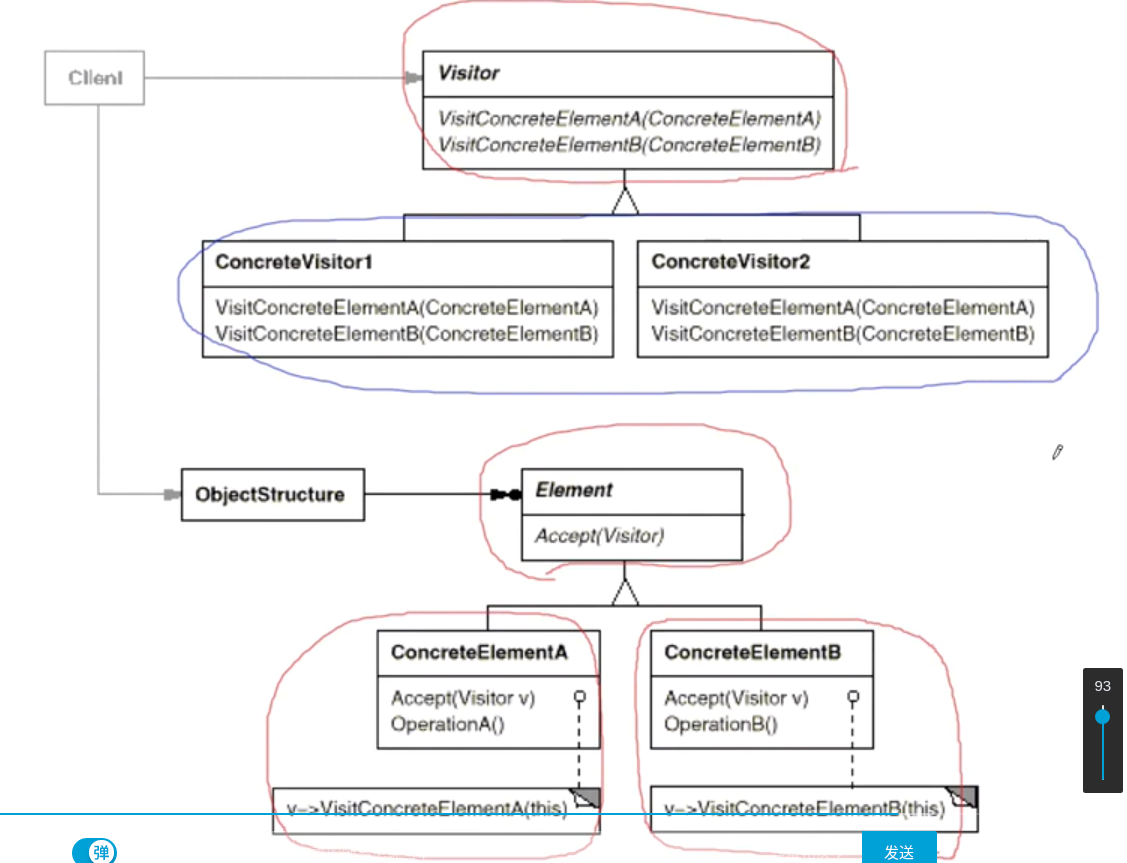 Client
Visitor
VisitConcreteElementA(ConcreteElementA)
VisitConcreteElementB(ConcreteElementB)
ConcreteVisitor1
VisitConcreteElementA(ConcreteElementA)
VisitConcreteElementB(ConcreteElementB)
ConcreteVisitor2
VisitConcreteElementA(ConcreteElementA)
VisitConcreteElementB(ConcreteElementB)
ObjectStructure
Element
Accept(Visitor)
ConcreteElementA
Accept(Visitor v)
OperationA()
ConcreteElementB
Accept(Visitor v)
OperationB()
93
v–>VisitConcreteElementA(this)
v–>VisitConcreteElementB(this)
弹
发送